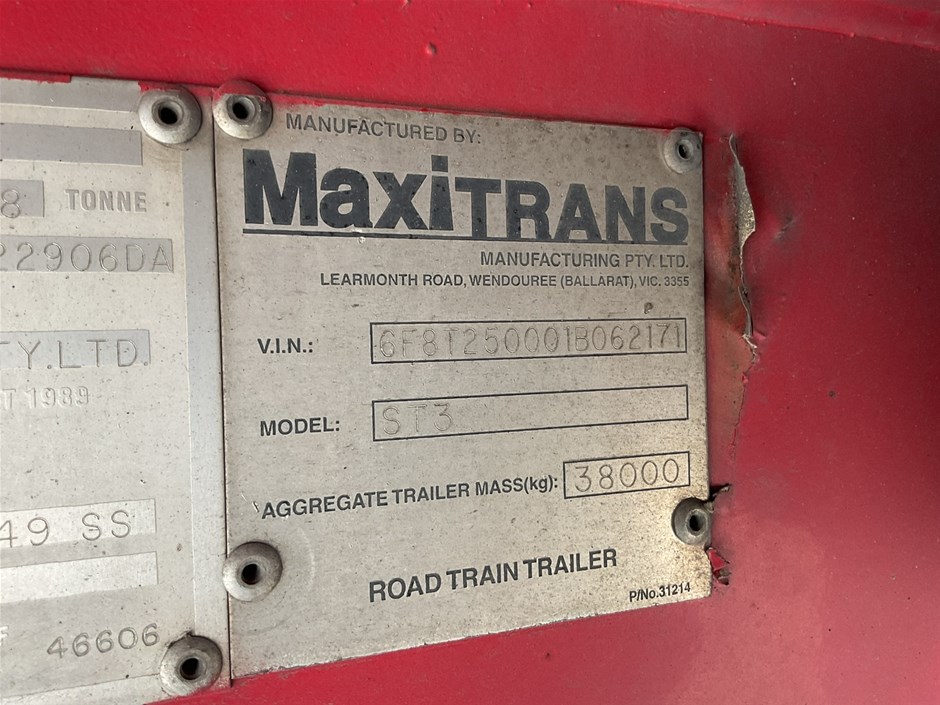 8 TONNE
22906DA
TY.LTD.
T 1989
49 SS
F 46606
MANUFACTURED BY:
MaxiTRANS
MANUFACTURING PTY. LTD.
LEARMONTH ROAD, WENDOUREE (BALLARAT), VIC. 3355
P
V.I.N.: 6F8T250001B062171
MODEL: ST3
AGGREGATE TRAILER MASS(kg): 38000
ROAD TRAIN TRAILER
P/No.31214